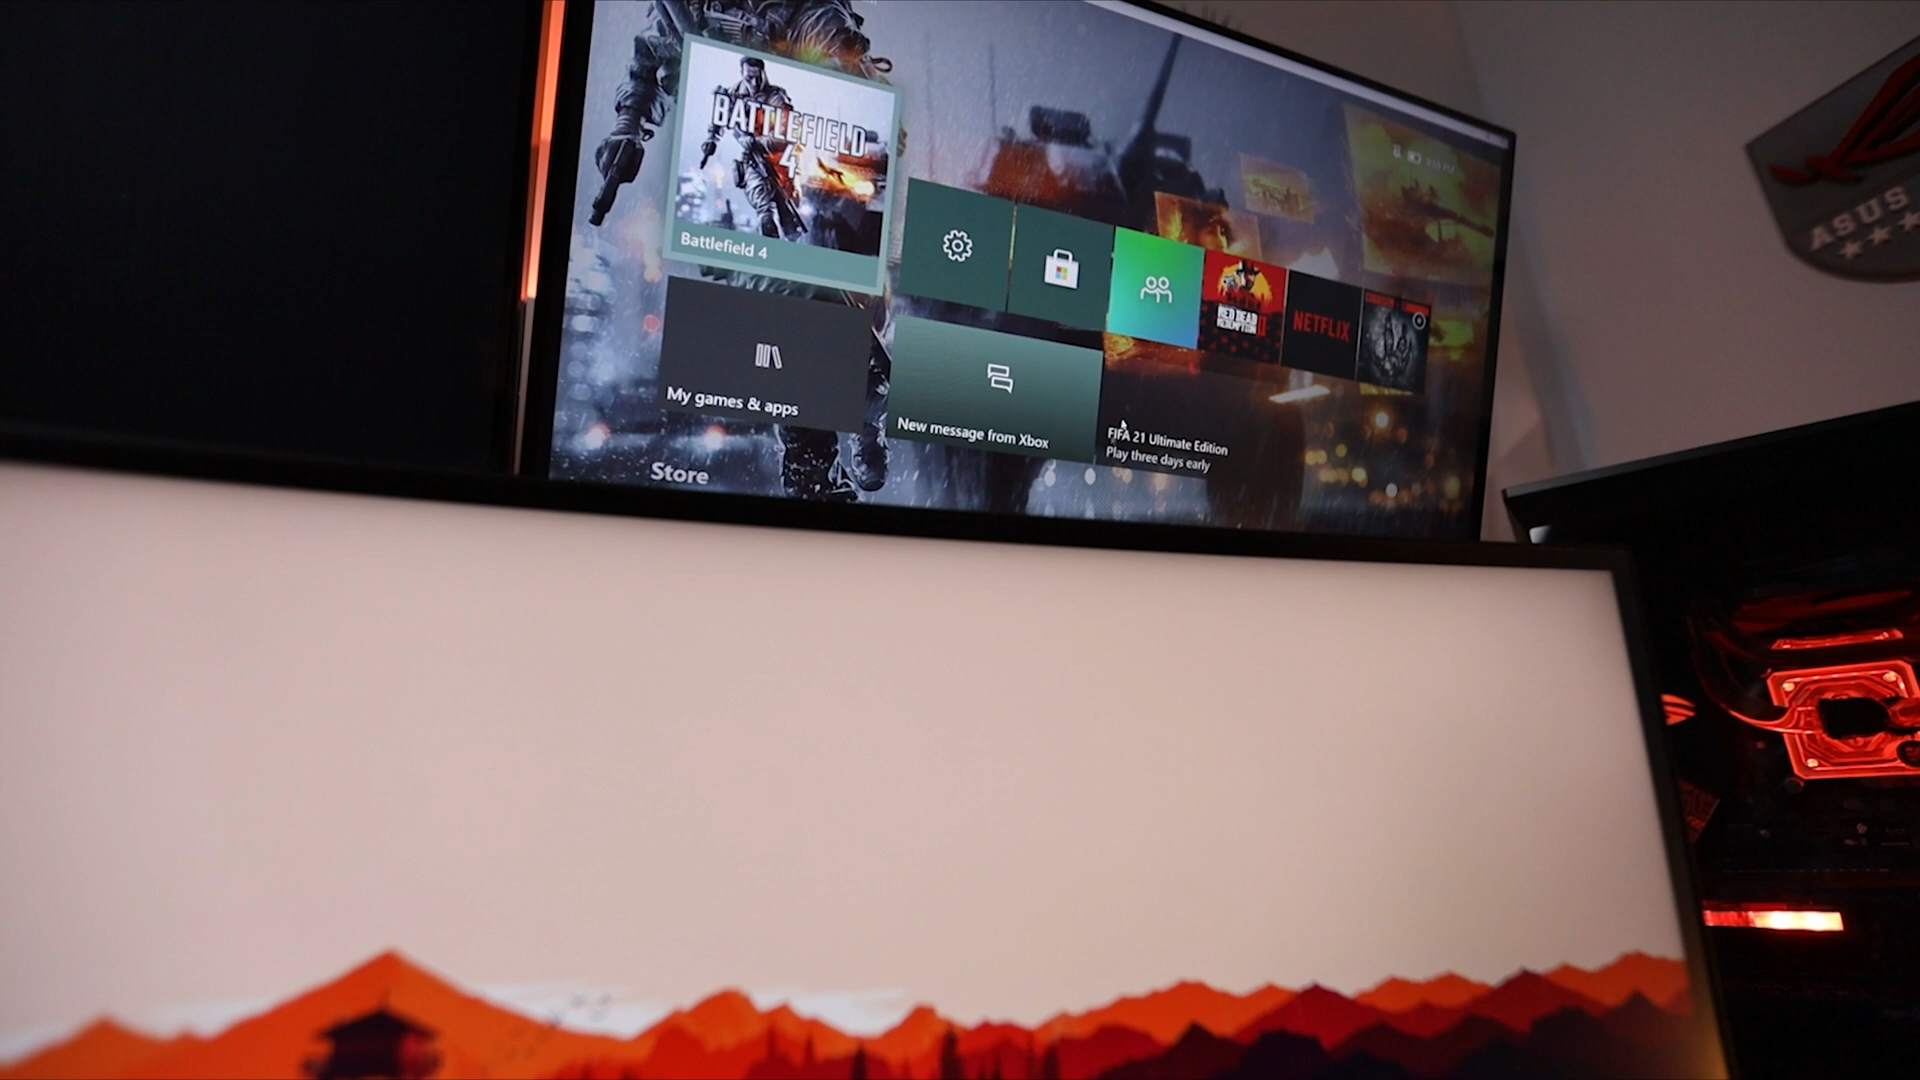 BATTLEFIELD
4
Battlefield 4
RED DEAD
REDEMPTION II
NETFLIX
My games & apps
New message from Xbox
FIFA 21 Ultimate Edition
Play three days early
Store
ASUS